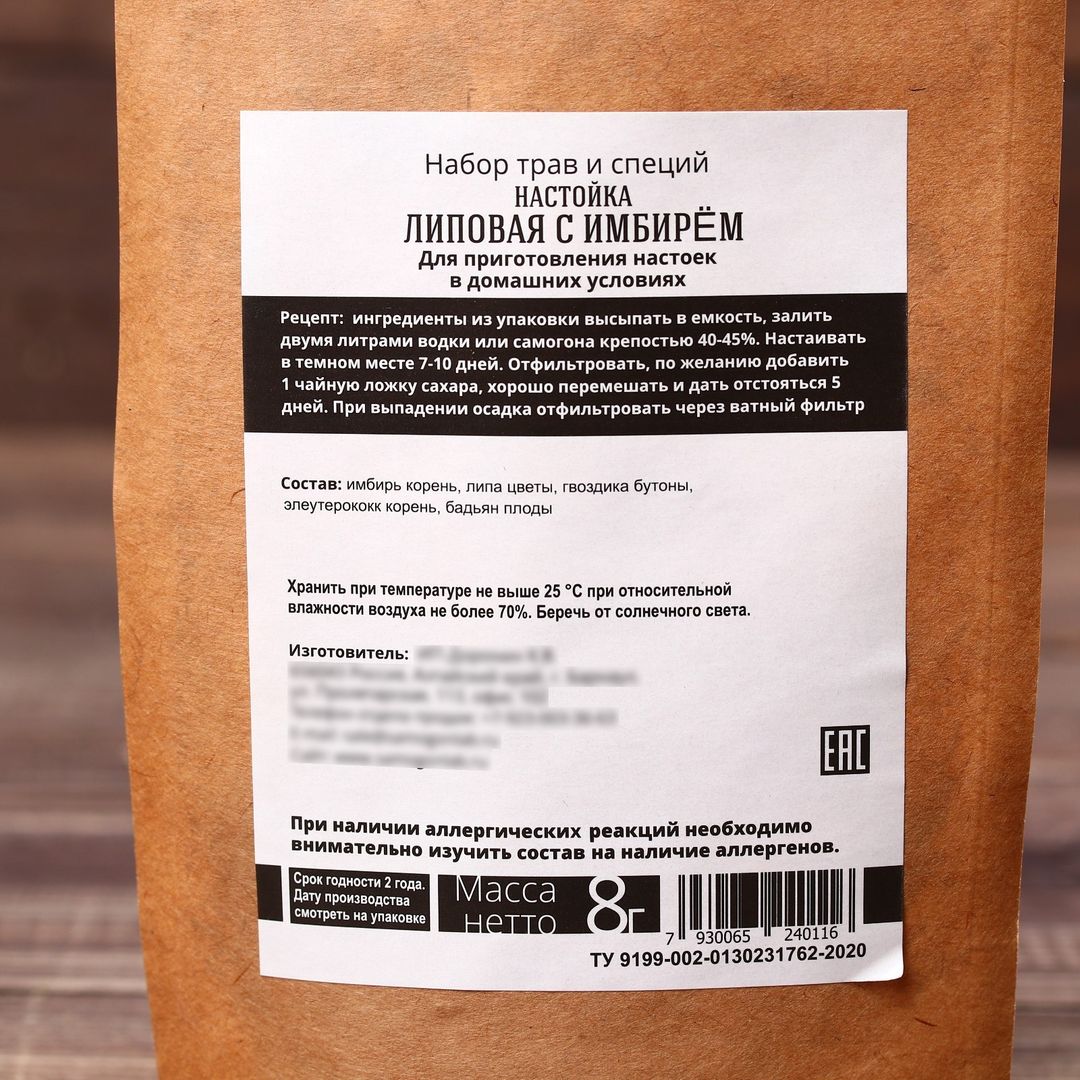 Набор трав и специй
НАСТОЙКА
ЛИПОВАЯ С ИМБИРЁМ
Для приготовления настоек
в домашних условиях
Рецепт: ингредиенты из упаковки высыпать в емкость, залить
двумя литрами водки или самогона крепостью 40-45%. Настаивать
в темном месте 7-10 дней. Отфильтровать, по желанию добавить
1 чайную ложку сахара, хорошо перемешать и дать отстояться 5
дней. При выпадении осадка отфильтровать через ватный фильтр
Состав: имбирь корень, липа цветы, гвоздика бутоны,
элеутерококк корень, бадьян плоды
Хранить при температуре не выше 25 °С при относительной
влажности воздуха не более 70%. Беречь от солнечного света.
Изготовитель:
EAC
При наличии аллергических реакций необходимо
внимательно изучить состав на наличие аллергенов.
Срок годности 2 года.
Дату производства
смотреть на упаковке
Масса
нетто
8г
7 930065 240116
ТУ 9199-002-0130231762-2020